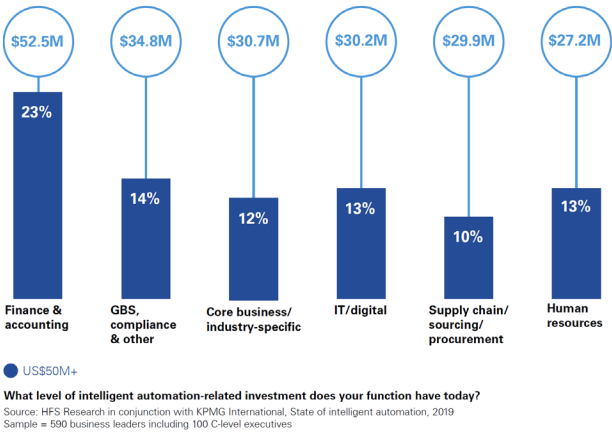 $52.5M $34.8M $30.7M $30.2M $29.9M $27.2M
23% 14% 12% 13% 10% 13%
Finance &
accounting
GBS,
compliance
& other
Core business/
industry-specific
IT/digital
Supply chain/
sourcing/
procurement
Human
resources
US$50M+
What level of intelligent automation-related investment does your function have today?
Source: HFS Research in conjunction with KPMG International, State of intelligent automation, 2019
Sample = 590 business leaders including 100 C-level executives